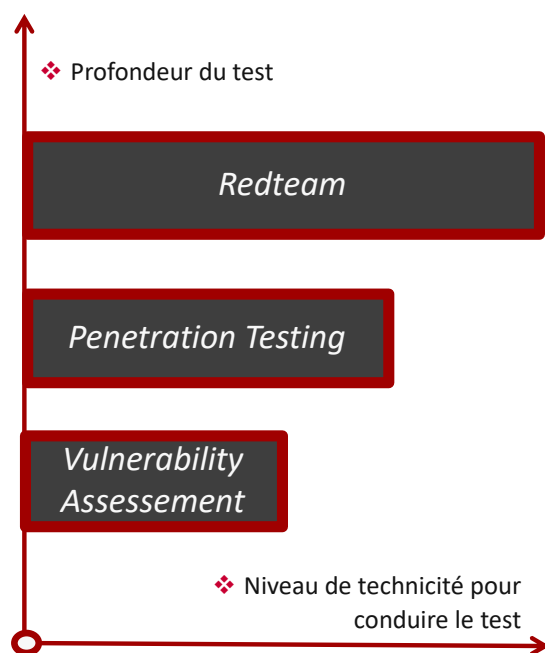 ❖ Profondeur du test
Redteam
Penetration Testing
Vulnerability
Assessement
❖ Niveau de technicité pour
conduire le test